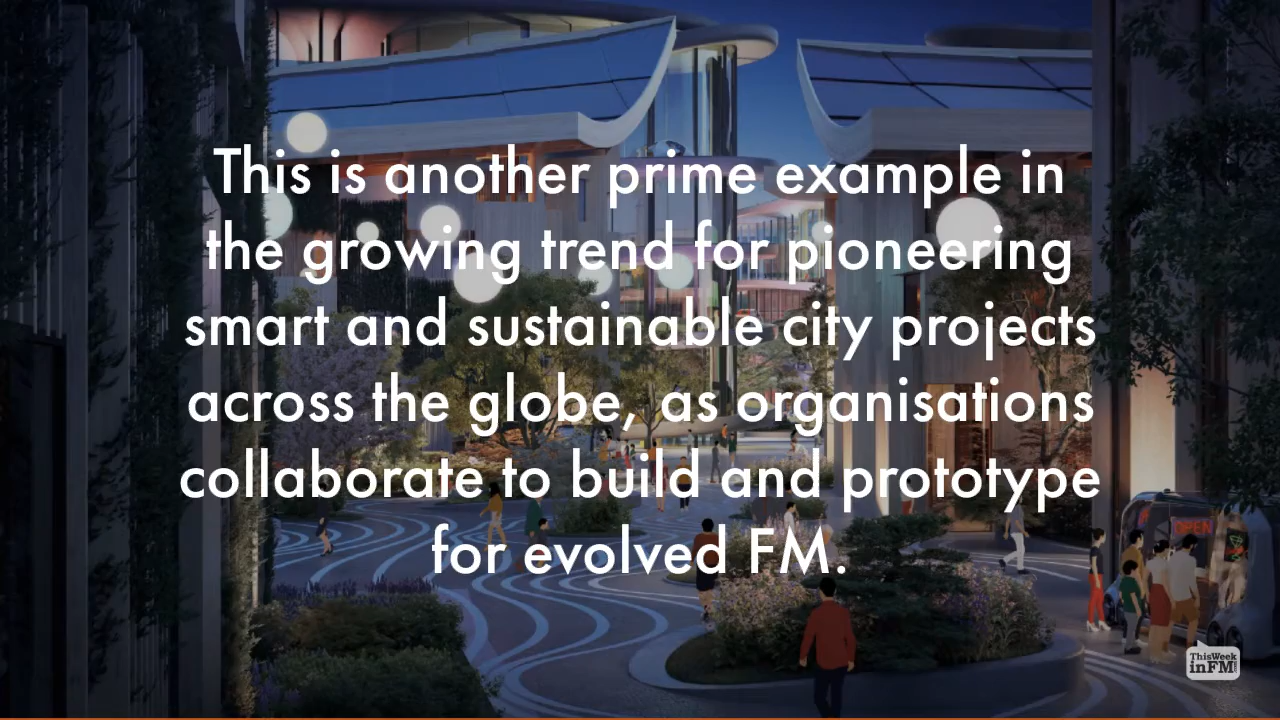 This is another prime example in
the growing trend for pioneering
smart and sustainable city projects
across the globe, as organisations
collaborate to build and prototype
for evolved FM.
OPEN
ThisWeek
inFM